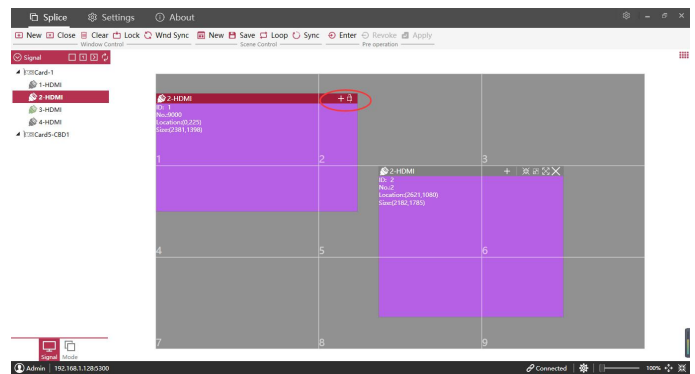 Splice Settings About
New Close Clear Lock Wnd Sync New Save Loop Sync Enter Revoke Apply
Window Control Scene Control Pre operation
Signal
Card-1
1-HDMI
2-HDMI
3-HDMI
4-HDMI
Card5-CBD1
2-HDMI
ID: 1
No.:9000
Location:(0,225)
Size:(2381,1398)
1 2 3
2-HDMI
ID: 2
No.:2
Location:(2621,1080)
Size:(2182,1785)
4 5 6
7 8 9
Signal Mode
Admin 192.168.1.128:5300 Connected 100%